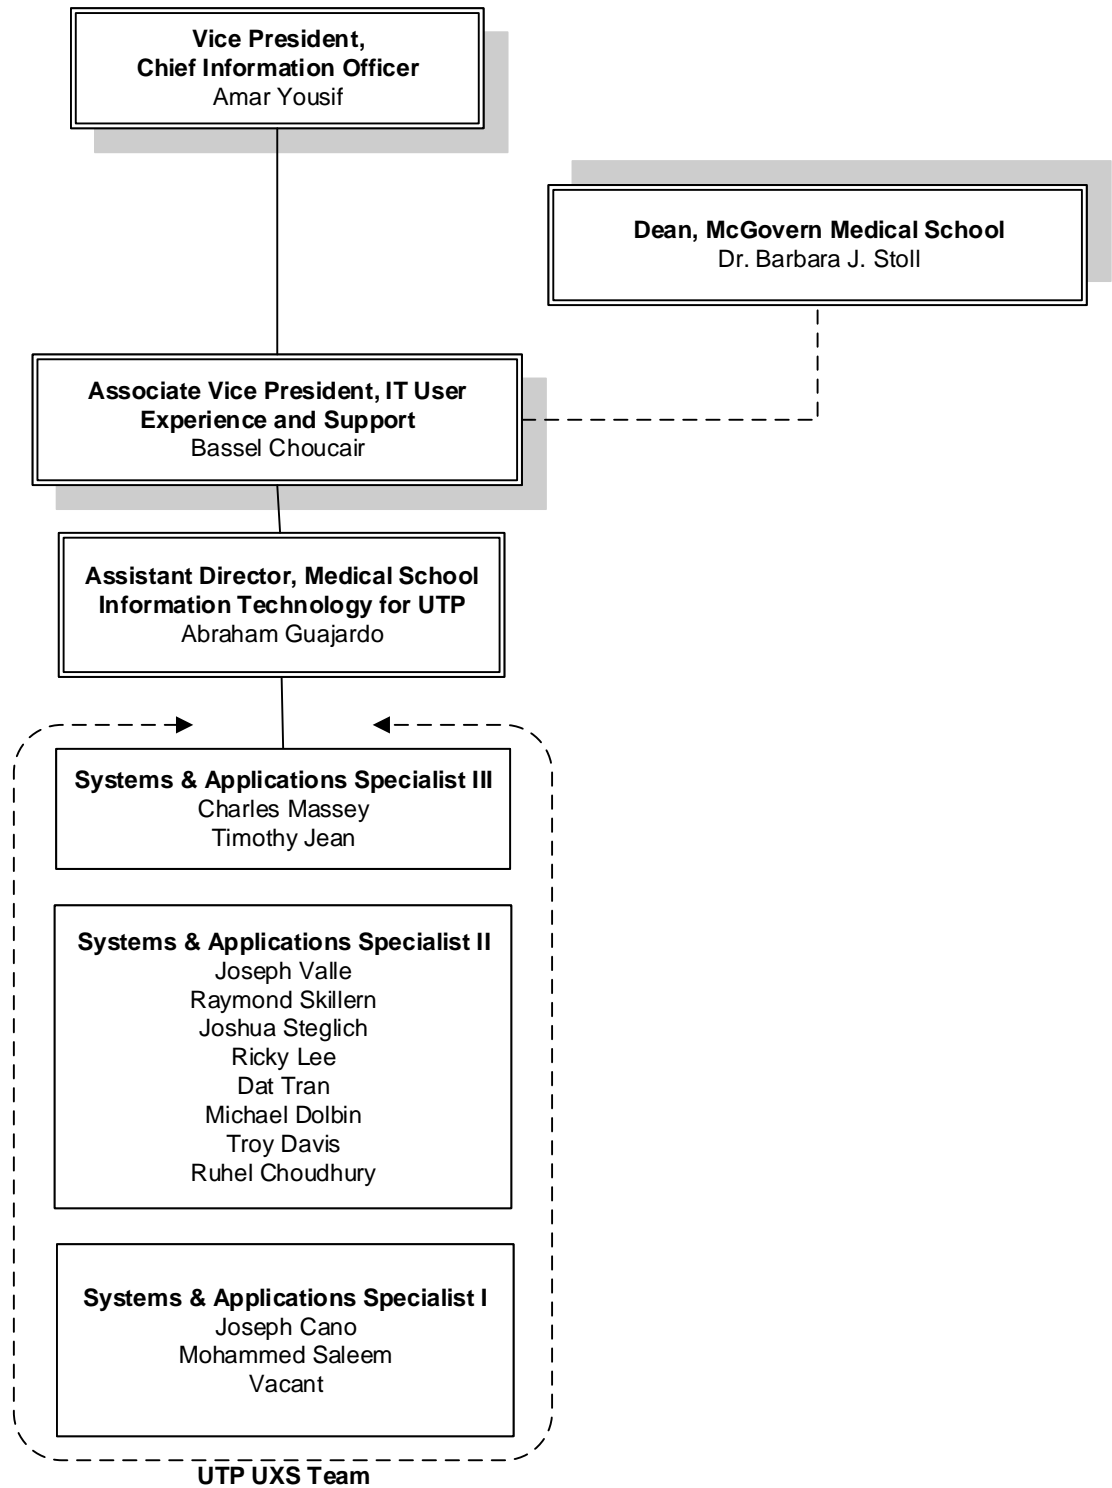 Vice President,
Chief Information Officer
Amar Yousif
Dean, McGovern Medical School
Dr. Barbara J. Stoll
Associate Vice President, IT User
Experience and Support
Bassel Choucair
Assistant Director, Medical School
Information Technology for UTP
Abraham Guajardo
Systems & Applications Specialist III
Charles Massey
Timothy Jean
Systems & Applications Specialist II
Joseph Valle
Raymond Skillern
Joshua Steglich
Ricky Lee
Dat Tran
Michael Dolbin
Troy Davis
Ruhel Choudhury
Systems & Applications Specialist I
Joseph Cano
Mohammed Saleem
Vacant
UTP UXS Team